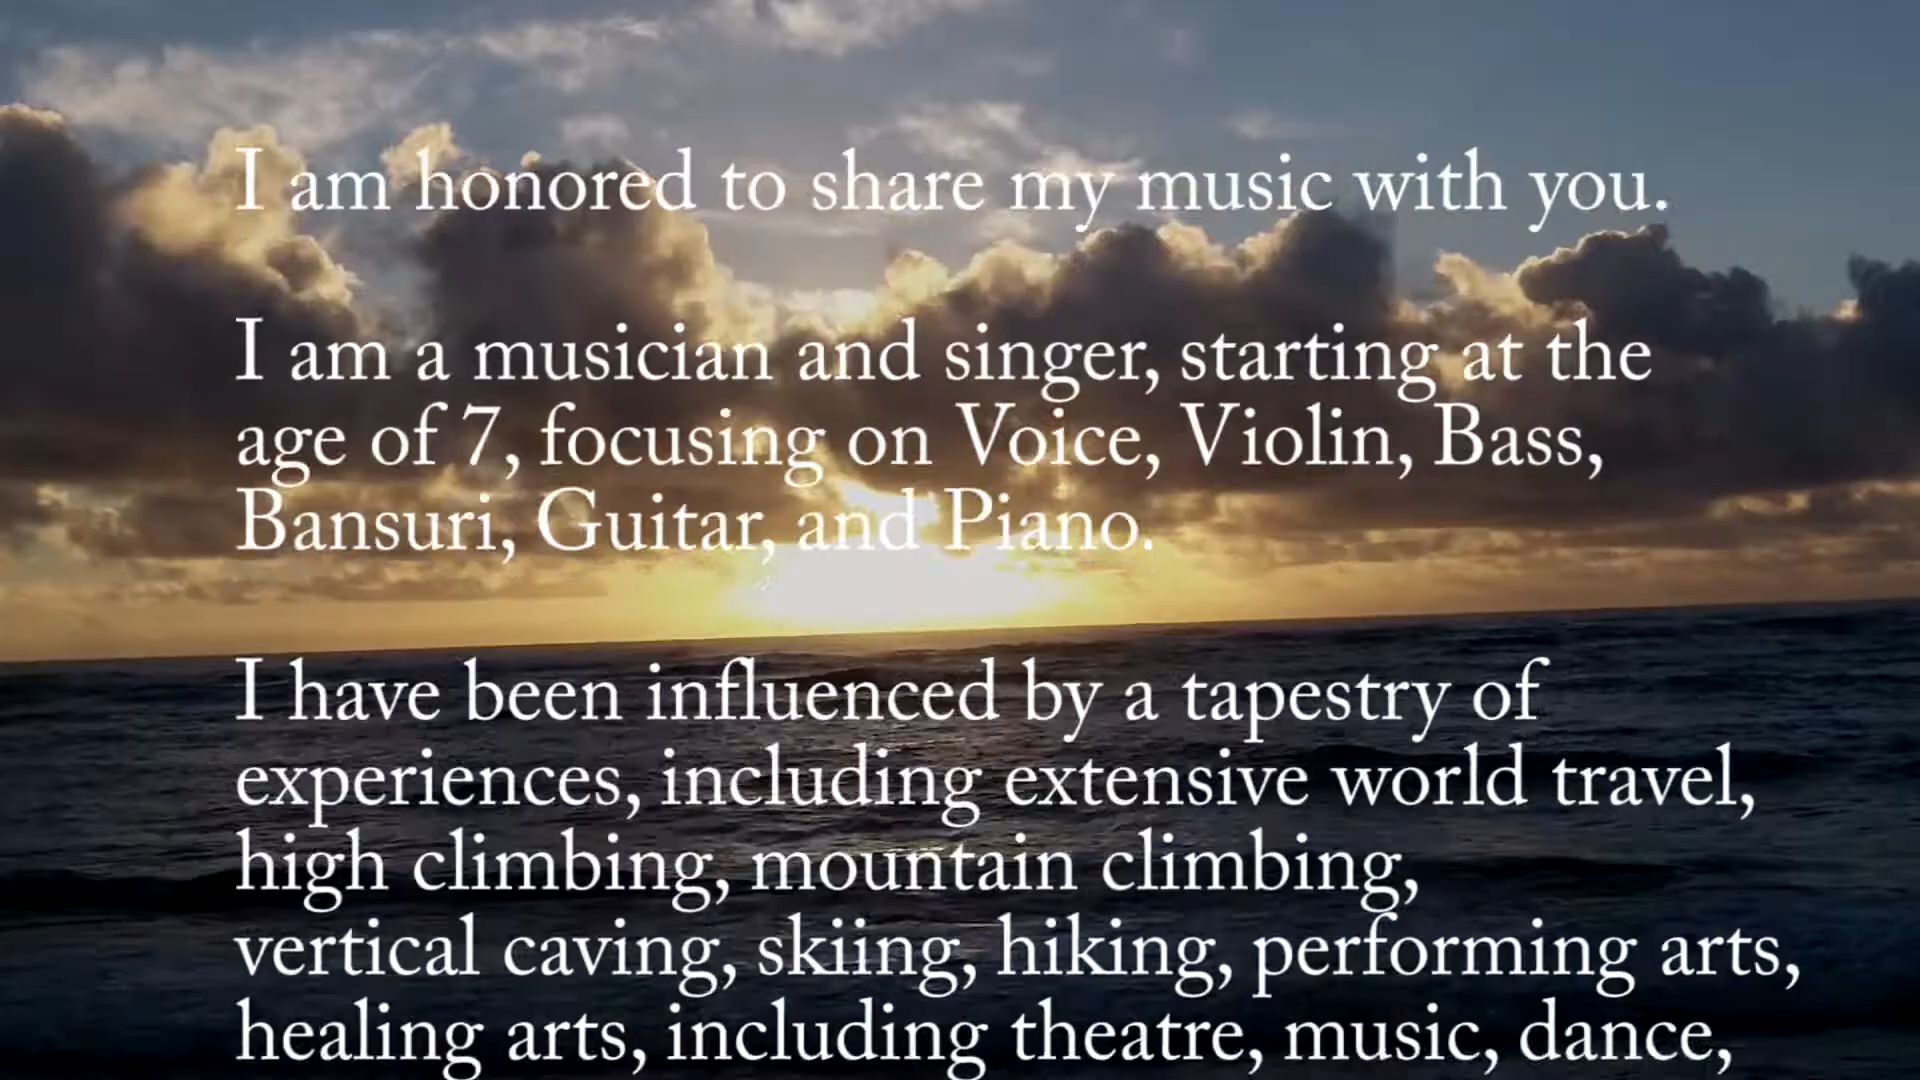 I am honored to share my music with you.
I am a musician and singer, starting at the
age of 7, focusing on Voice, Violin, Bass,
Bansuri, Guitar, and Piano.
I have been influenced by a tapestry of
experiences, including extensive world travel,
high climbing, mountain climbing,
vertical caving, skiing, hiking, performing arts,
healing arts, including theatre, music, dance,